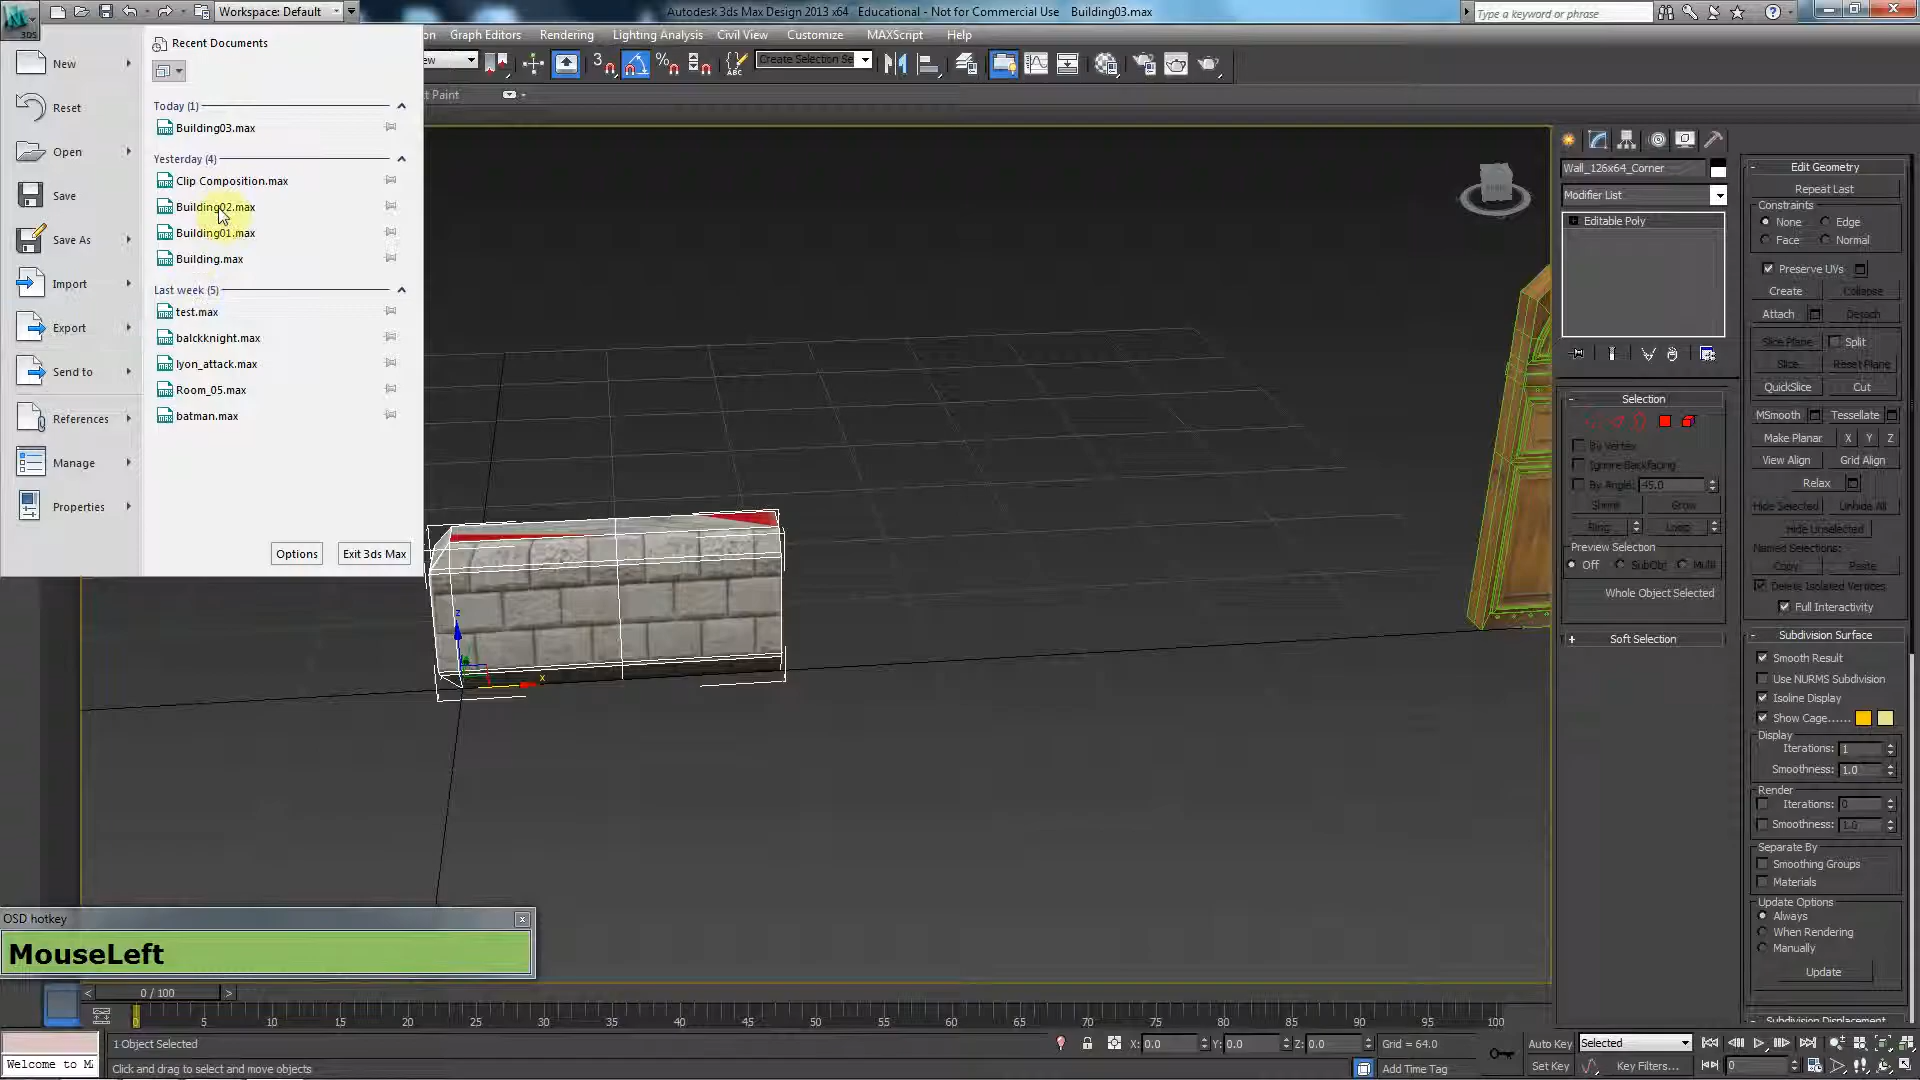 Workspace: Default
Autodesk 3ds Max Design 2013 x64   Educational - Not for Commercial Use   Building03.max
Type a keyword or phrase
3DS
Graph Editors
Rendering
Lighting Analysis
Civil View
Customize
MAXScript
Help
Create Selection Se
t Paint
Recent Documents
New
Reset
Open
Save
Save As
Import
Export
Send to
References
Manage
Properties
Today (1)
Building03.max
Yesterday (4)
Clip Composition.max
Building02.max
Building01.max
Building.max
Last week (5)
test.max
balckknight.max
lyon_attack.max
Room_05.max
batman.max
Options
Exit 3ds Max
z
x
Wall_126x64_Corner
Modifier List
Editable Poly
Selection
By Vertex
Ignore Backfacing
By Angle: 45.0
Shrink
Grow
Ring
Loop
Preview Selection
Off
SubObj
Multi
Whole Object Selected
Soft Selection
Edit Geometry
Repeat Last
Constraints
None
Edge
Face
Normal
Preserve UVs
Create
Collapse
Attach
Detach
Slice Plane
Split
Slice
Reset Plane
QuickSlice
Cut
MSmooth
Tessellate
Make Planar
X
Y
Z
View Align
Grid Align
Relax
Hide Selected
Unhide All
Hide Unselected
Named Selections:
Copy
Paste
Delete Isolated Vertices
Full Interactivity
Subdivision Surface
Smooth Result
Use NURMS Subdivision
Isoline Display
Show Cage......
Display
Iterations: 1
Smoothness: 1.0
Render
Iterations: 0
Smoothness: 1.0
Separate By
Smoothing Groups
Materials
Update Options
Always
When Rendering
Manually
Update
Subdivision Displacement
OSD hotkey
MouseLeft
0 / 100
5
10
15
20
25
30
35
40
45
50
55
60
65
70
75
80
85
90
95
100
1 Object Selected
X: 0.0
Y: 0.0
Z: 0.0
Grid = 64.0
Auto Key
Selected
Welcome to M
Click and drag to select and move objects
Add Time Tag
Set Key
Key Filters...
0